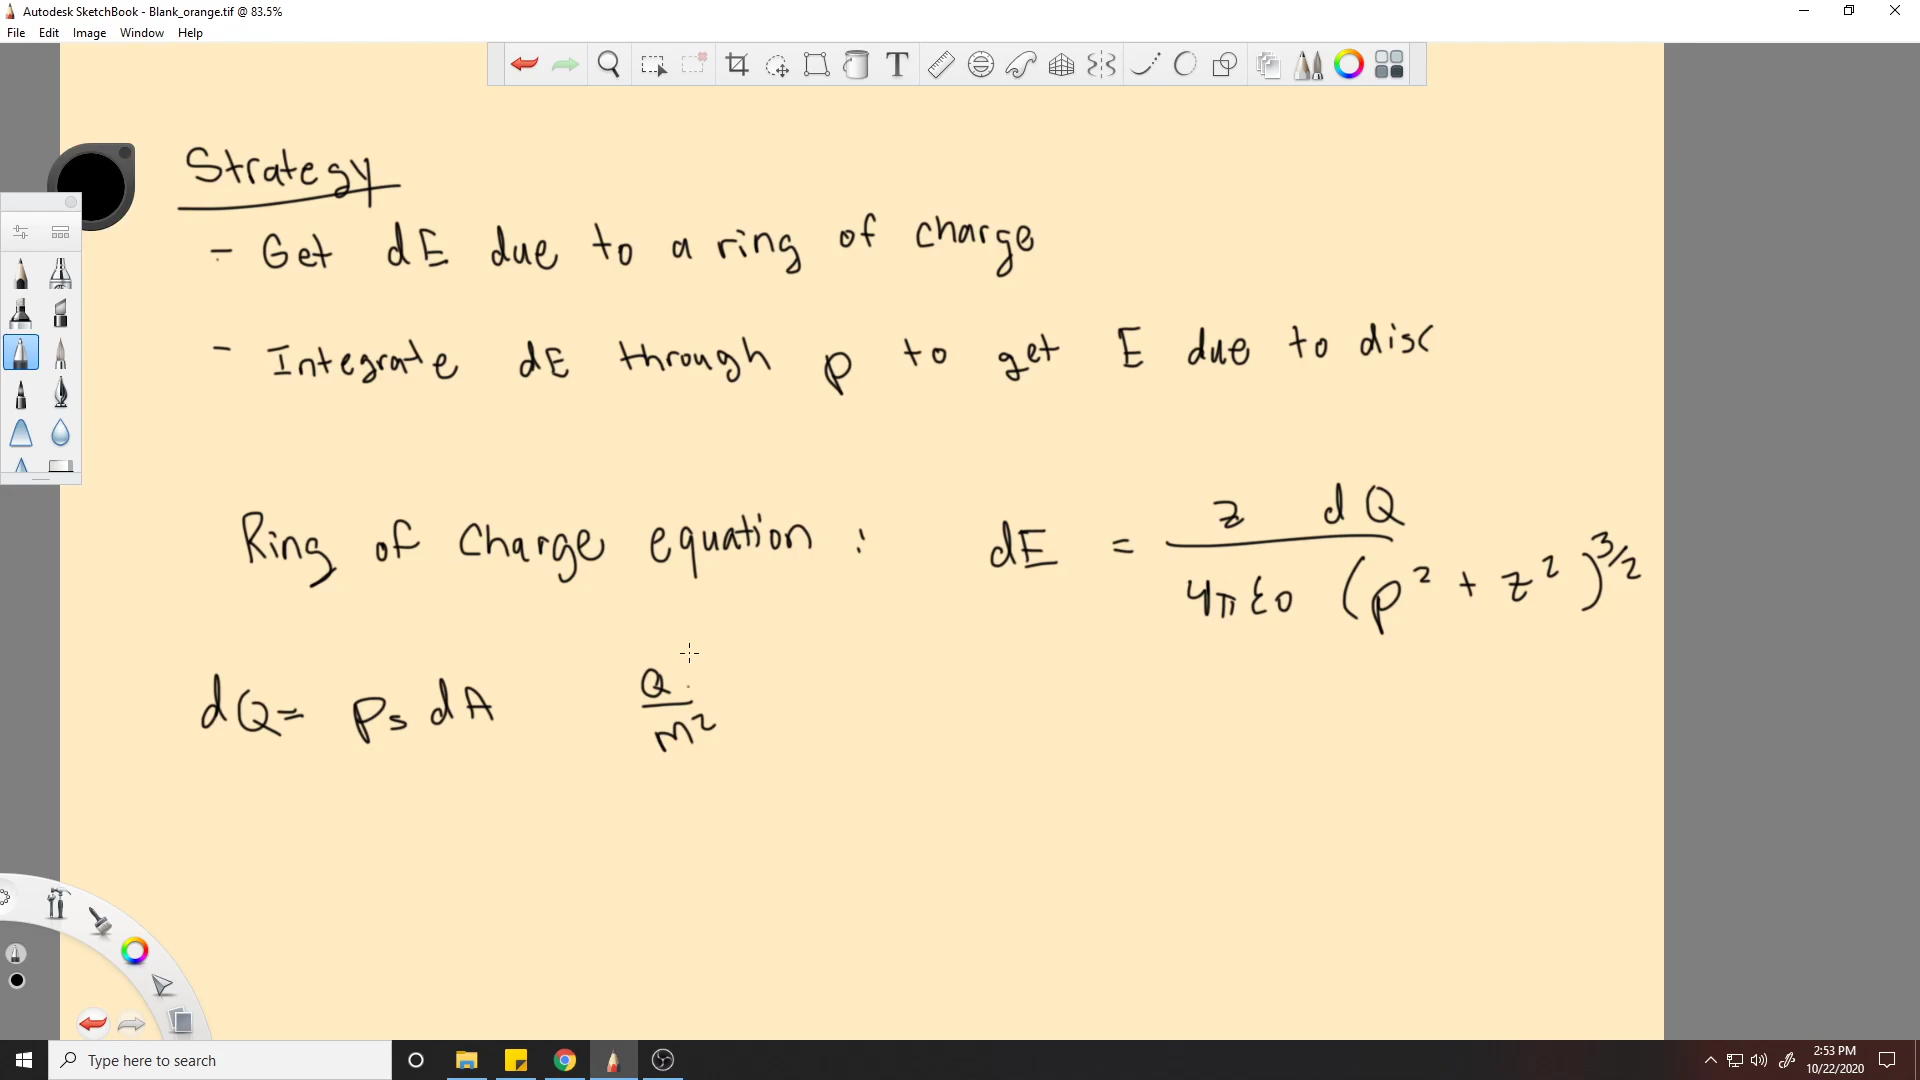 Autodesk SketchBook - Blank_orange.tif @ 83.5%
File Edit Image Window Help
T
Strategy
- Get dE due to a ring of charge
- Integrate dE through ρ to get E due to disc
Ring of charge equation : dE = z dQ / 4πε0 (ρ² + z²)^3/2
dQ = ρs dA Q / m²
Type here to search
2:53 PM
10/22/2020